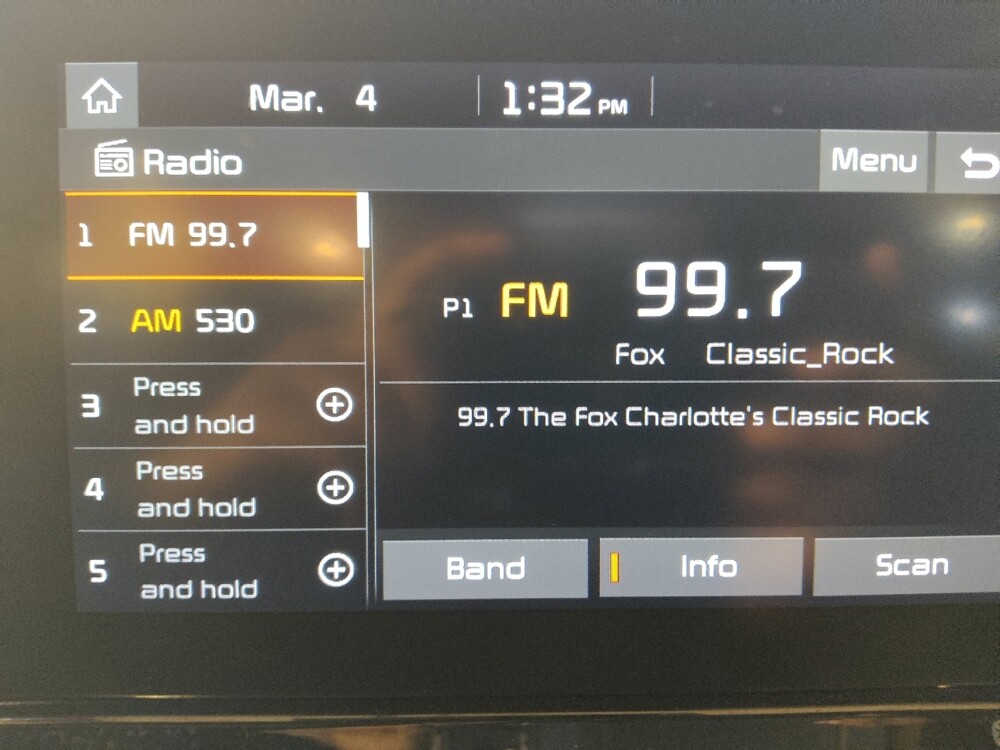 Mar. 4 1:32 PM
Radio Menu
1 FM 99.7
2 AM 530
3 Press
and hold
4 Press
and hold
5 Press
and hold
P1 FM 99.7
Fox Classic_Rock
99.7 The Fox Charlotte's Classic Rock
Band Info Scan